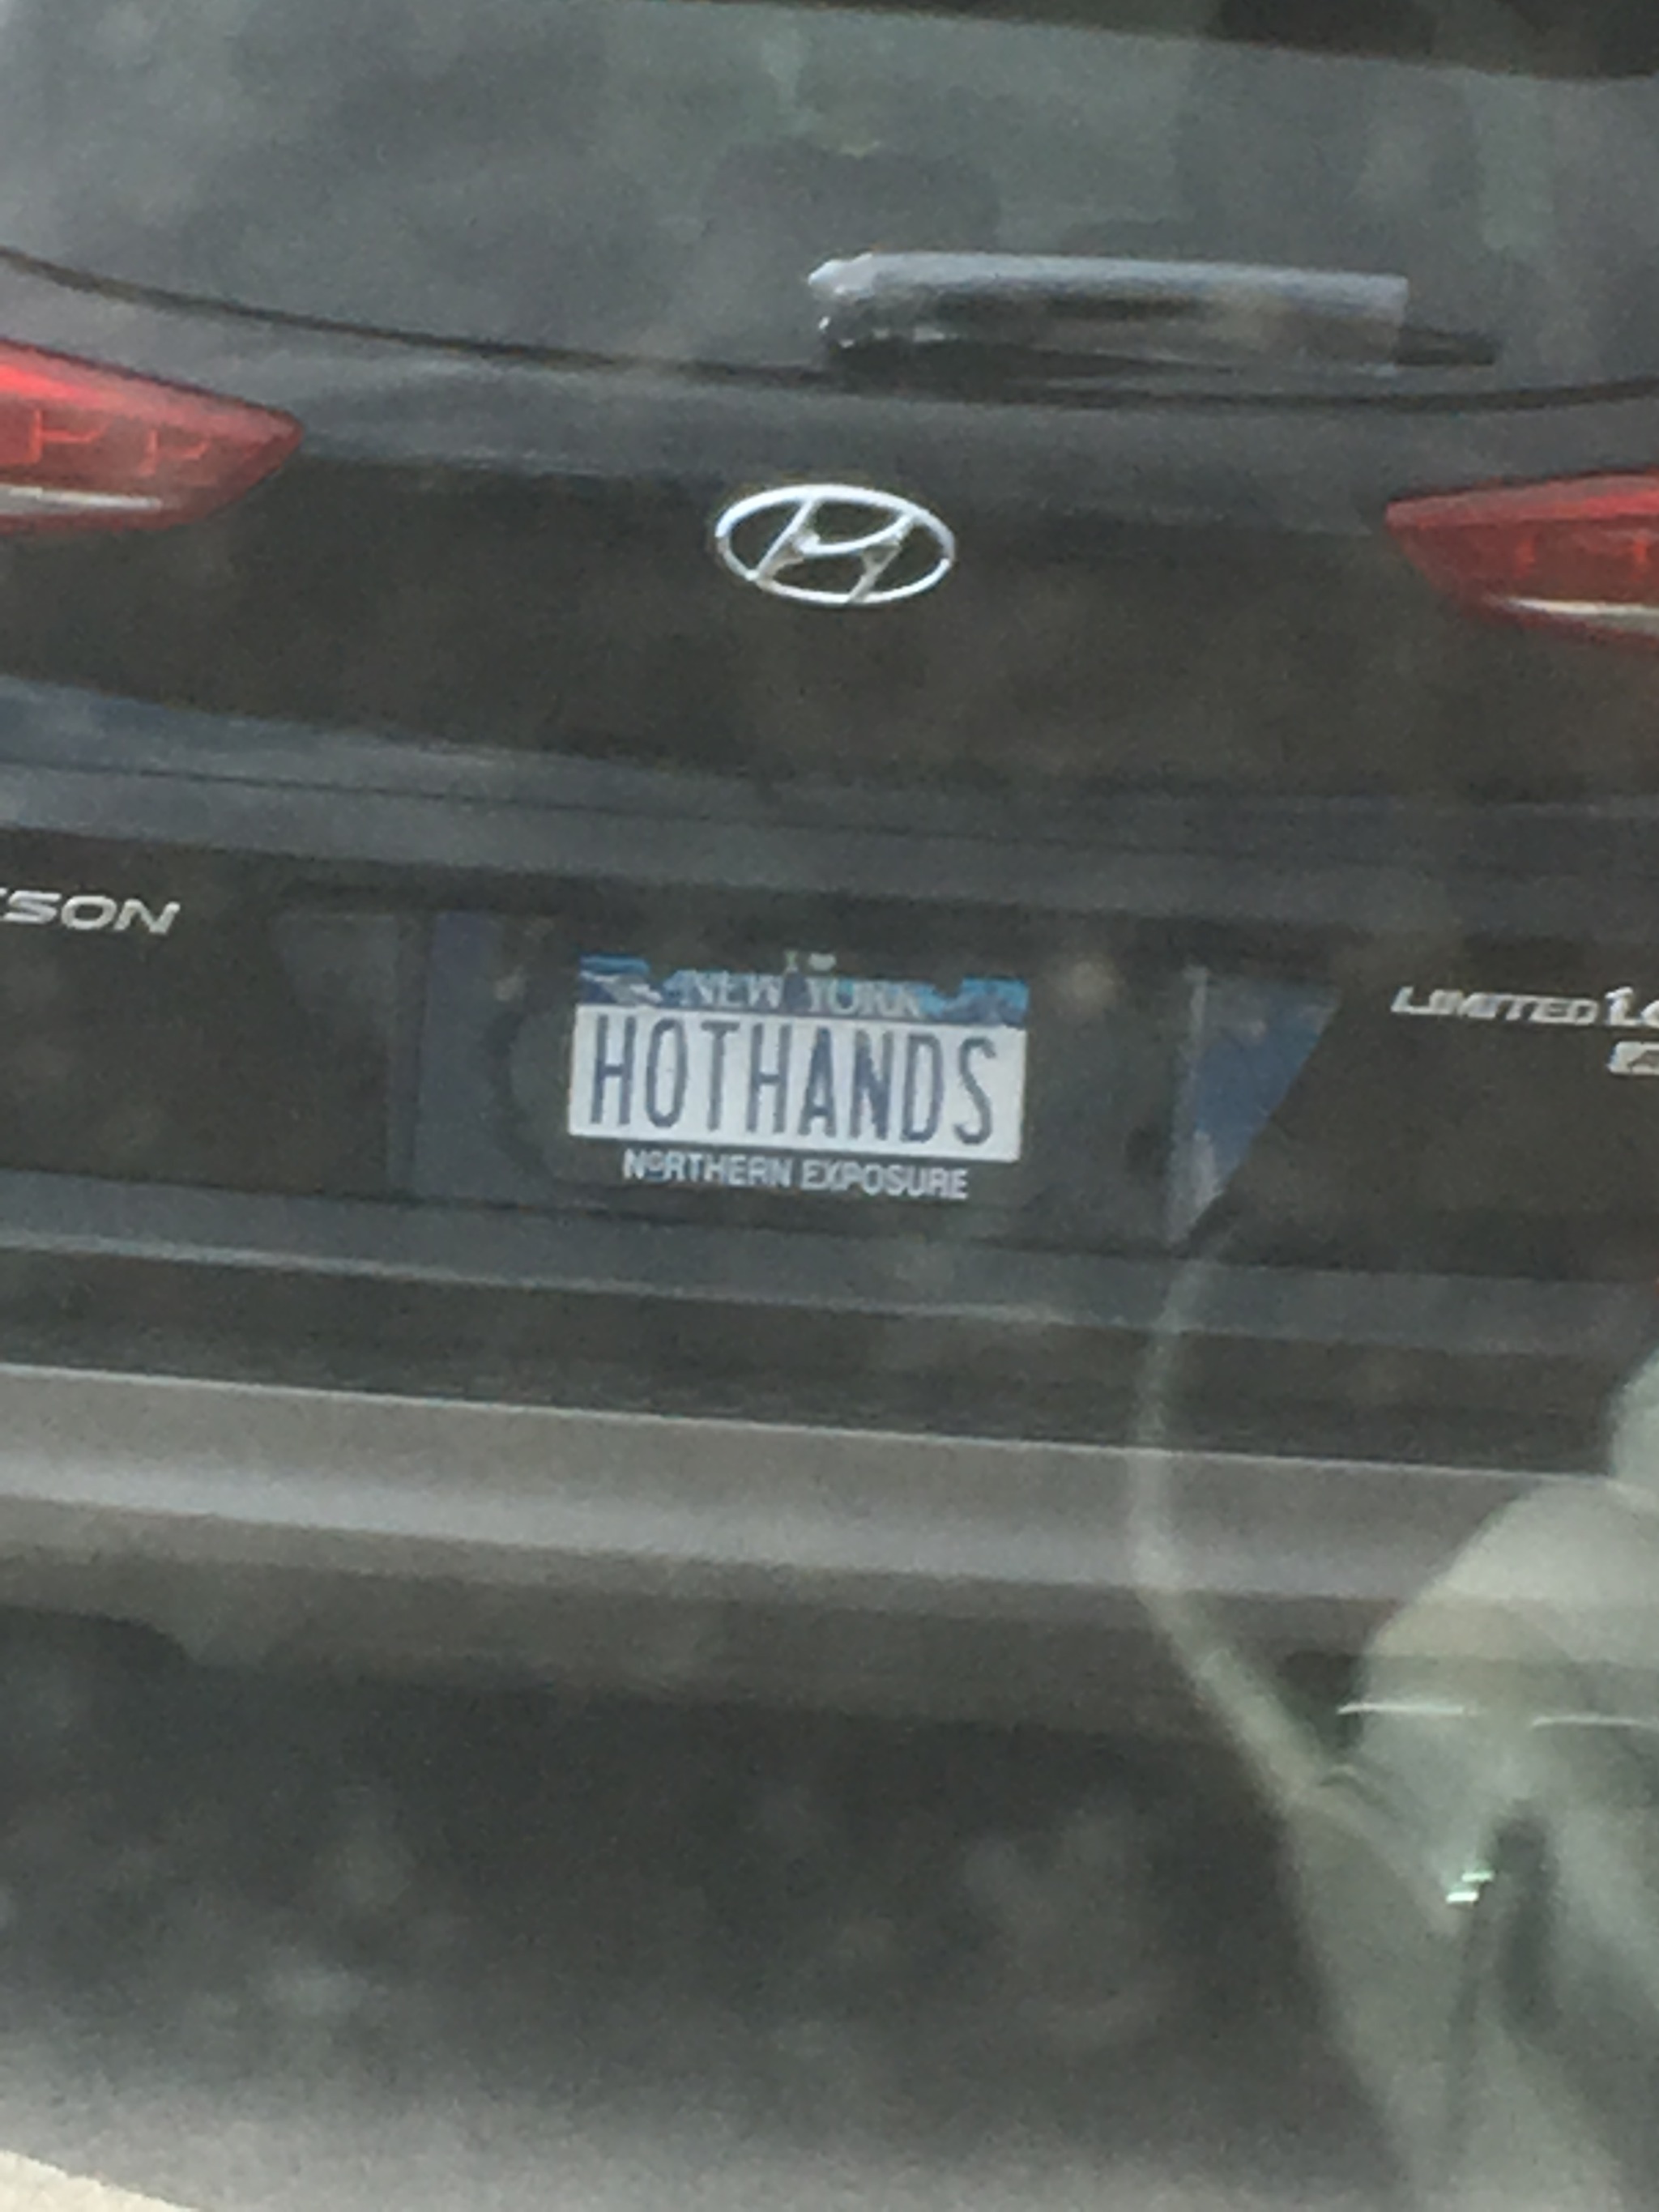 NEW YORK
HOTHANDS
NORTHERN EXPOSURE
SON
LIMITED